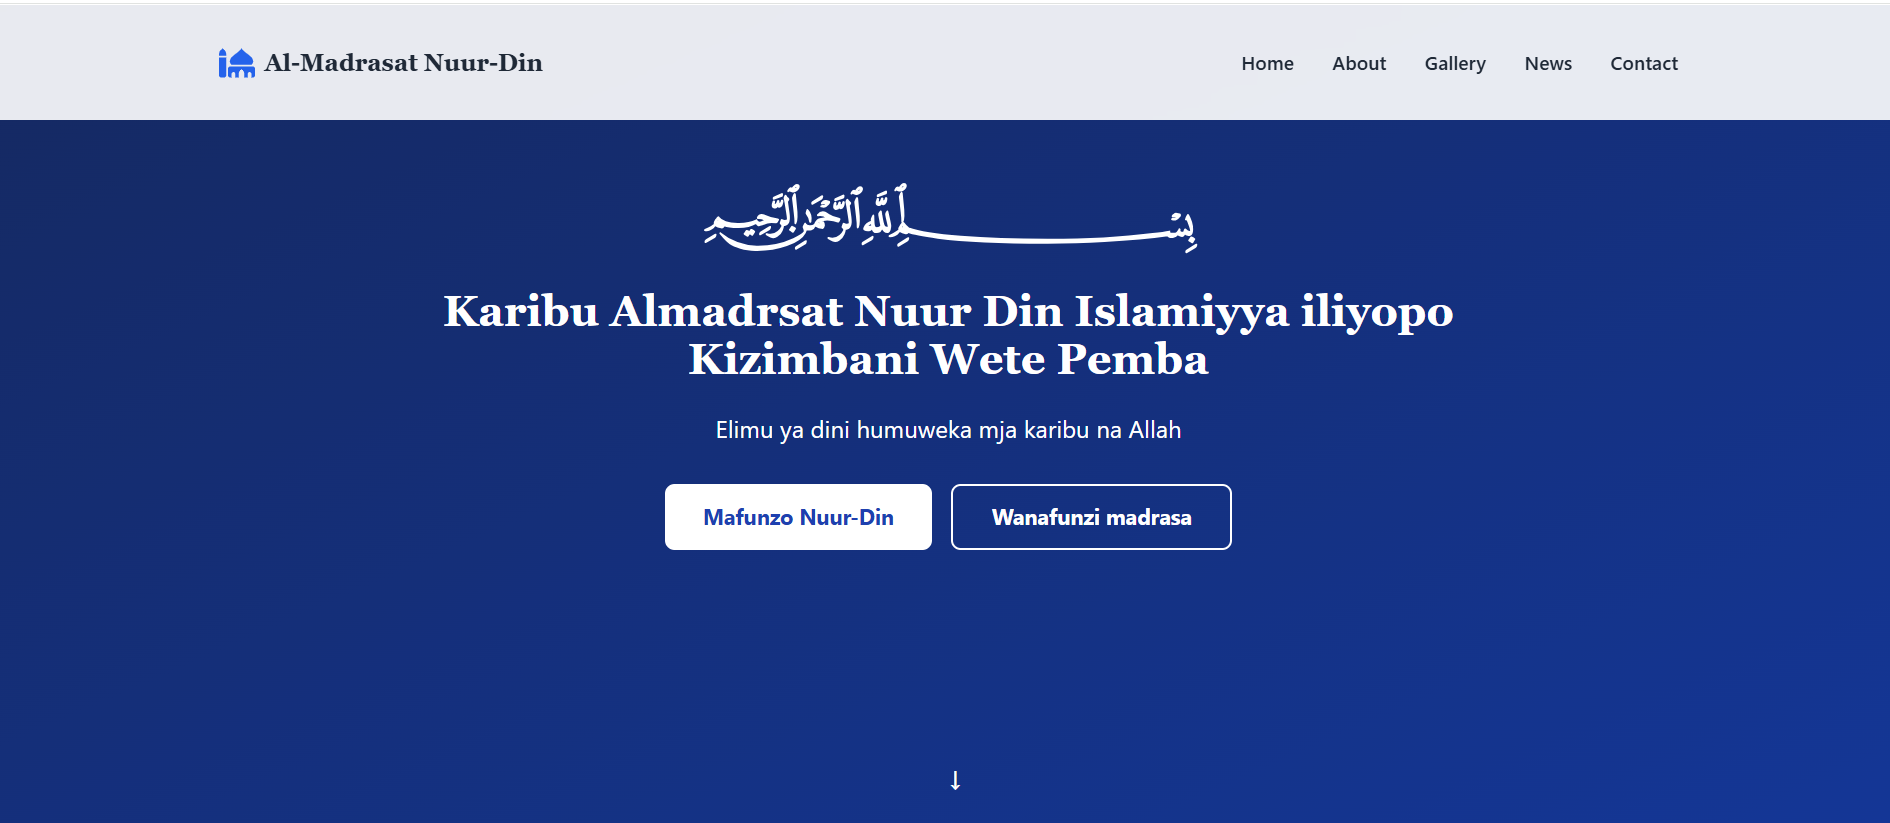 Al-Madrasat Nuur-Din
Home About Gallery News Contact
بِسْمِ ٱللَّهِ ٱلرَّحْمَٰنِ ٱلرَّحِيمِ
Karibu Almadrsat Nuur Din Islamiyya iliyopo
Kizimbani Wete Pemba
Elimu ya dini humuweka mja karibu na Allah
Mafunzo Nuur-Din Wanafunzi madrasa
↓